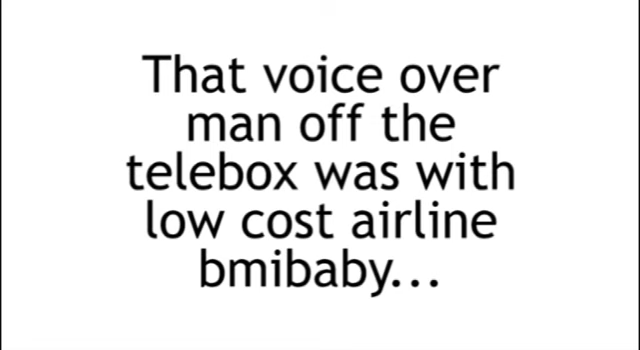 That voice over
man off the
telebox was with
low cost airline
bmibaby...